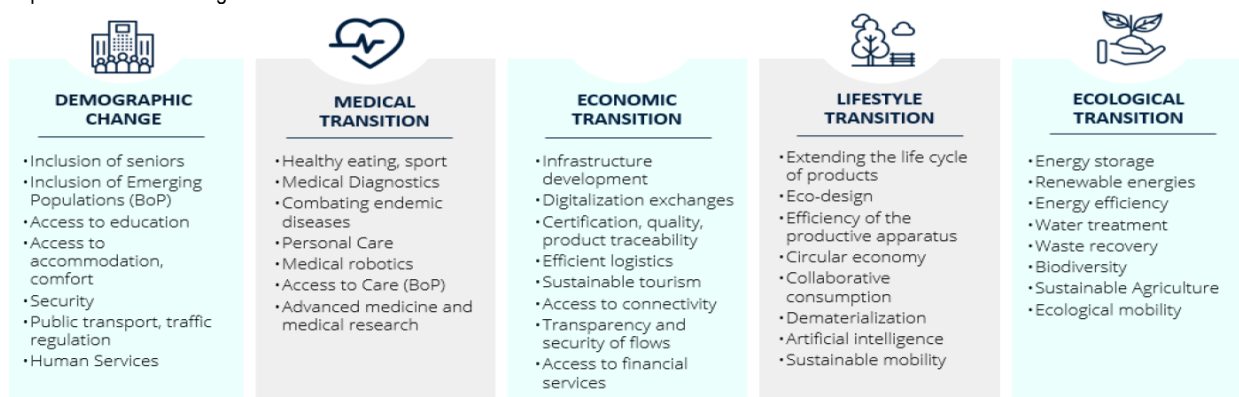 DEMOGRAPHIC
CHANGE
•Inclusion of seniors
•Inclusion of Emerging
Populations (BoP)
•Access to education
•Access to
accommodation,
comfort
•Security
•Public transport, traffic
regulation
•Human Services
MEDICAL
TRANSITION
•Healthy eating, sport
•Medical Diagnostics
•Combating endemic
diseases
•Personal Care
•Medical robotics
•Access to Care (BoP)
•Advanced medicine and
medical research
ECONOMIC
TRANSITION
•Infrastructure
development
•Digitalization exchanges
•Certification, quality,
product traceability
•Efficient logistics
•Sustainable tourism
•Access to connectivity
•Transparency and
security of flows
•Access to financial
services
LIFESTYLE
TRANSITION
•Extending the life cycle
of products
•Eco-design
•Efficiency of the
productive apparatus
•Circular economy
•Collaborative
consumption
•Dematerialization
•Artificial intelligence
•Sustainable mobility
ECOLOGICAL
TRANSITION
•Energy storage
•Renewable energies
•Energy efficiency
•Water treatment
•Waste recovery
•Biodiversity
•Sustainable Agriculture
•Ecological mobility